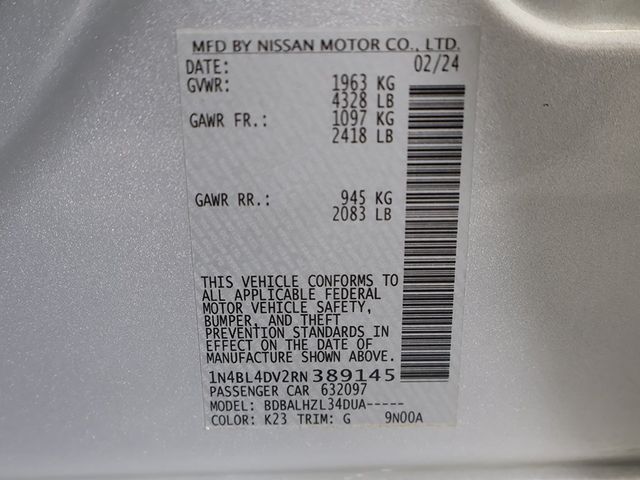 MFD BY NISSAN MOTOR CO., LTD.
DATE: 02/24
GVWR: 1963 KG
4328 LB
GAWR FR.: 1097 KG
2418 LB
GAWR RR.: 945 KG
2083 LB
THIS VEHICLE CONFORMS TO
ALL APPLICABLE FEDERAL
MOTOR VEHICLE SAFETY,
BUMPER, AND THEFT
PREVENTION STANDARDS IN
EFFECT ON THE DATE OF
MANUFACTURE SHOWN ABOVE.
1N4BL4DV2RN389145
PASSENGER CAR 632097
MODEL: BDBALHZL34DUA-----
COLOR: K23 TRIM: G 9N00A